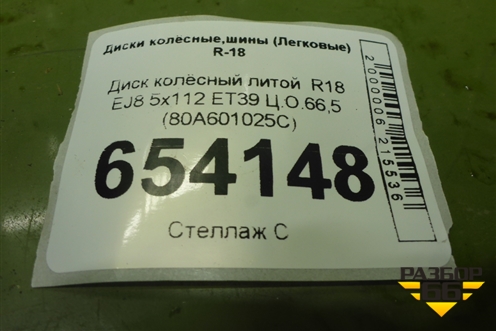 Диски колёсные,шины (Легковые)
R-18
Диск колёсный литой R18
EJ8 5x112 ET39 Ц.О.66,5
(80A601025C)
654148
Стеллаж С
2000006215536
РАЗБОР
66